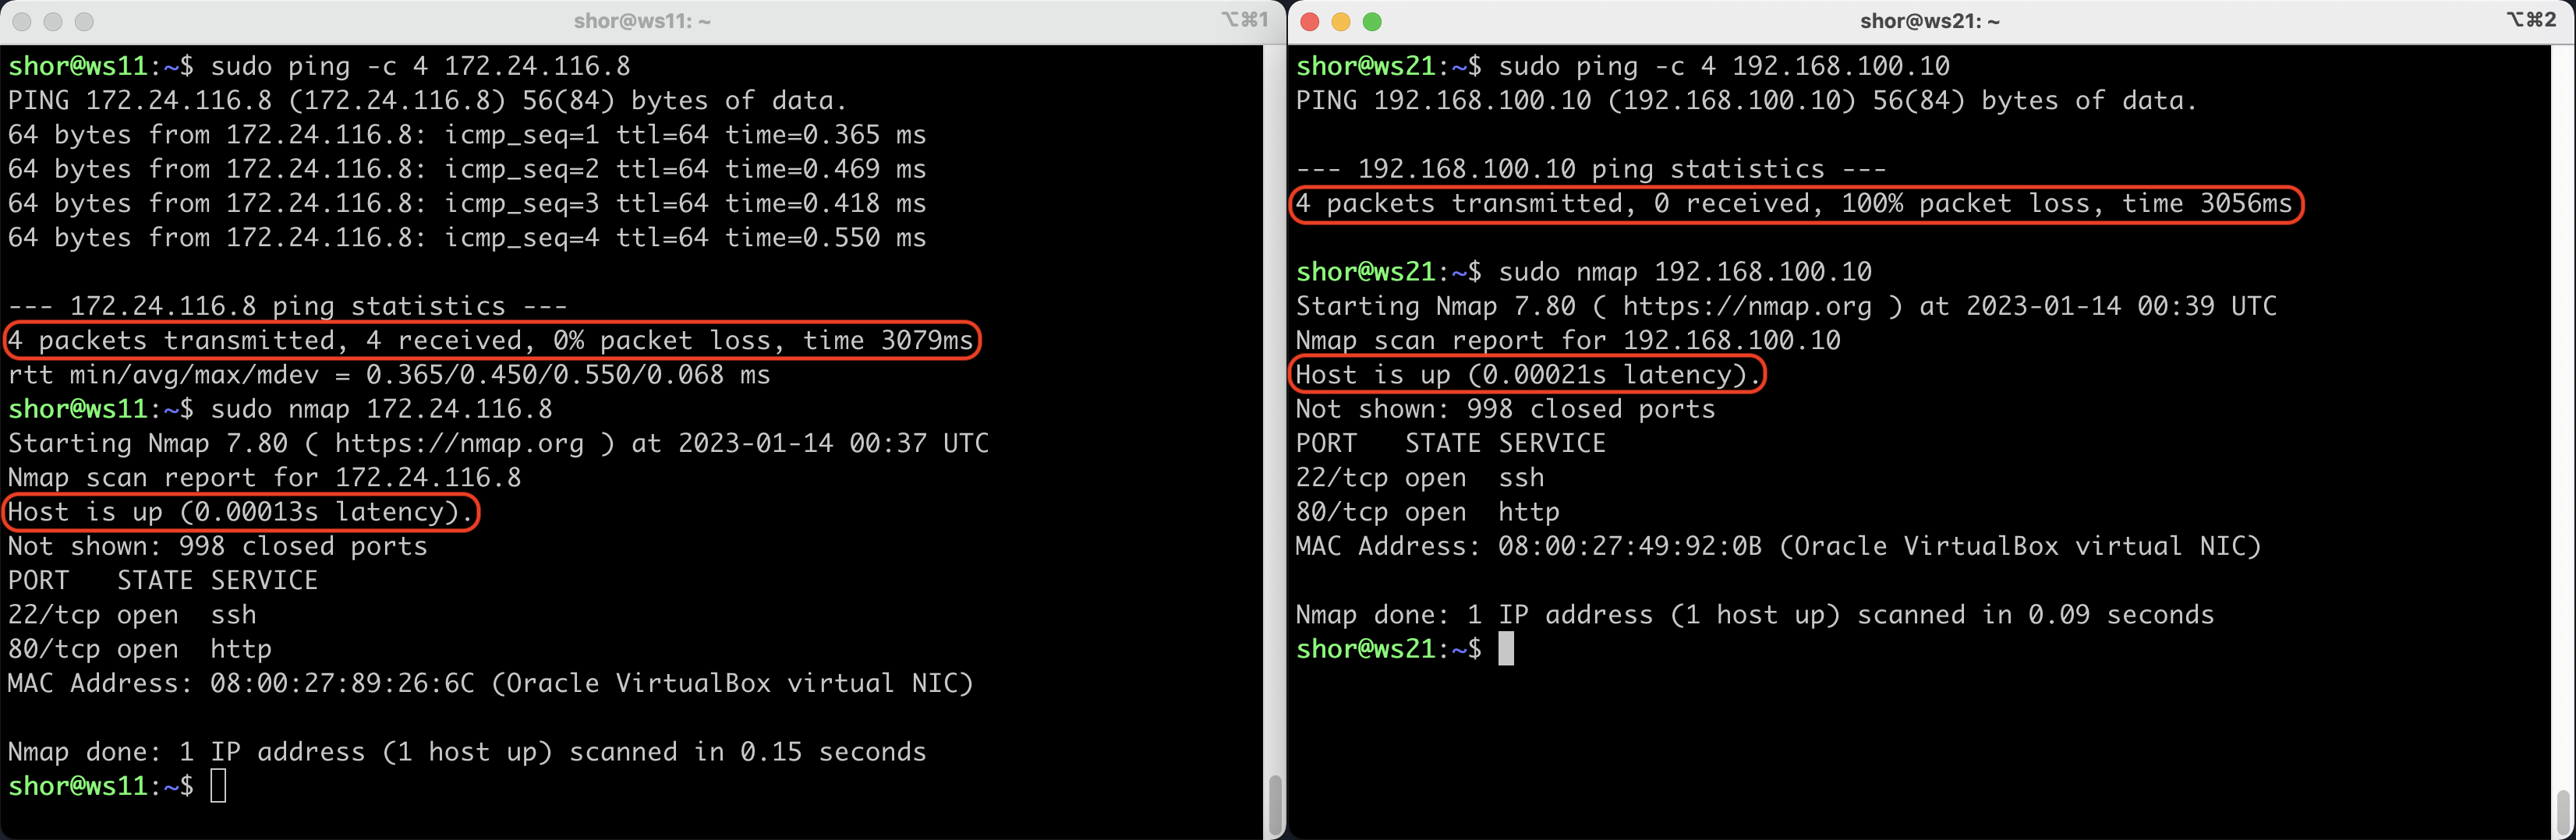 shor@ws11: ~
⌥⌘1
shor@ws11:~$ sudo ping -c 4 172.24.116.8
PING 172.24.116.8 (172.24.116.8) 56(84) bytes of data.
64 bytes from 172.24.116.8: icmp_seq=1 ttl=64 time=0.365 ms
64 bytes from 172.24.116.8: icmp_seq=2 ttl=64 time=0.469 ms
64 bytes from 172.24.116.8: icmp_seq=3 ttl=64 time=0.418 ms
64 bytes from 172.24.116.8: icmp_seq=4 ttl=64 time=0.550 ms
--- 172.24.116.8 ping statistics ---
4 packets transmitted, 4 received, 0% packet loss, time 3079ms
rtt min/avg/max/mdev = 0.365/0.450/0.550/0.068 ms
shor@ws11:~$ sudo nmap 172.24.116.8
Starting Nmap 7.80 ( https://nmap.org ) at 2023-01-14 00:37 UTC
Nmap scan report for 172.24.116.8
Host is up (0.00013s latency).
Not shown: 998 closed ports
PORT   STATE SERVICE
22/tcp open  ssh
80/tcp open  http
MAC Address: 08:00:27:89:26:6C (Oracle VirtualBox virtual NIC)
Nmap done: 1 IP address (1 host up) scanned in 0.15 seconds
shor@ws11:~$
shor@ws21: ~
⌥⌘2
shor@ws21:~$ sudo ping -c 4 192.168.100.10
PING 192.168.100.10 (192.168.100.10) 56(84) bytes of data.
--- 192.168.100.10 ping statistics ---
4 packets transmitted, 0 received, 100% packet loss, time 3056ms
shor@ws21:~$ sudo nmap 192.168.100.10
Starting Nmap 7.80 ( https://nmap.org ) at 2023-01-14 00:39 UTC
Nmap scan report for 192.168.100.10
Host is up (0.00021s latency).
Not shown: 998 closed ports
PORT   STATE SERVICE
22/tcp open  ssh
80/tcp open  http
MAC Address: 08:00:27:49:92:0B (Oracle VirtualBox virtual NIC)
Nmap done: 1 IP address (1 host up) scanned in 0.09 seconds
shor@ws21:~$